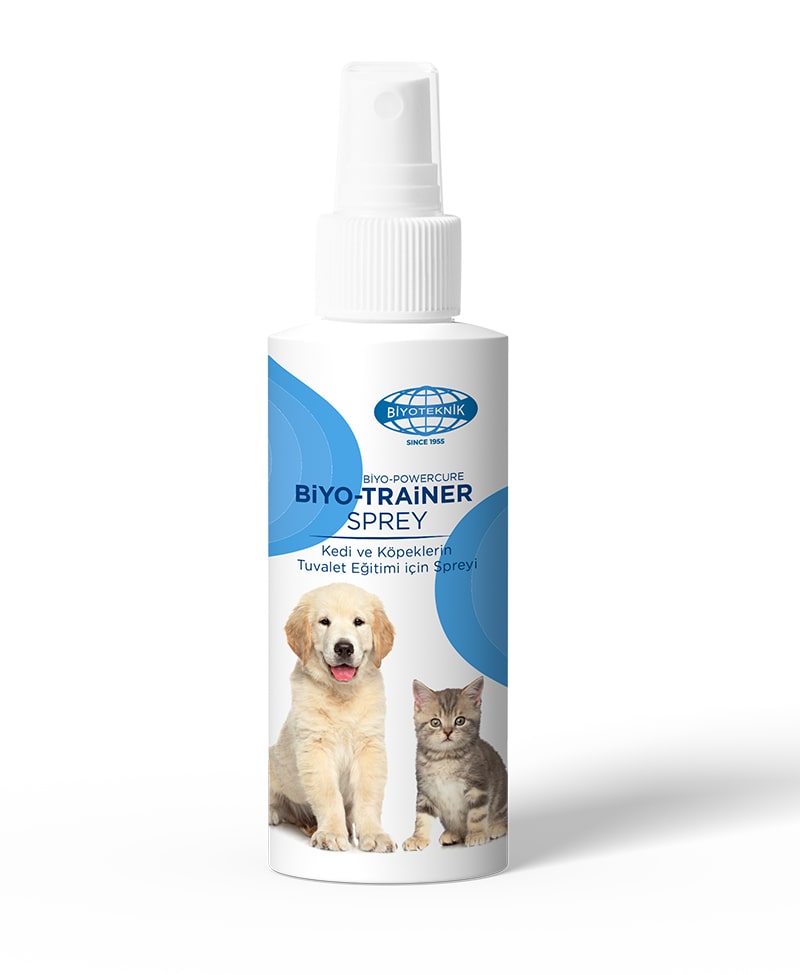 BİYOTEKNİK
SINCE 1955
BİYO-POWERCURE
BİYO-TRAİNER
SPREY
Kedi ve Köpeklerin
Tuvalet Eğitimi için Spreyi